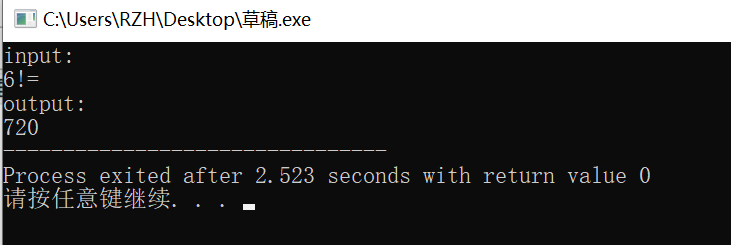 C:\Users\RZH\Desktop\草稿.exe
input:
6!=
output:
720
--------------------------------
Process exited after 2.523 seconds with return value 0
请按任意键继续. . .